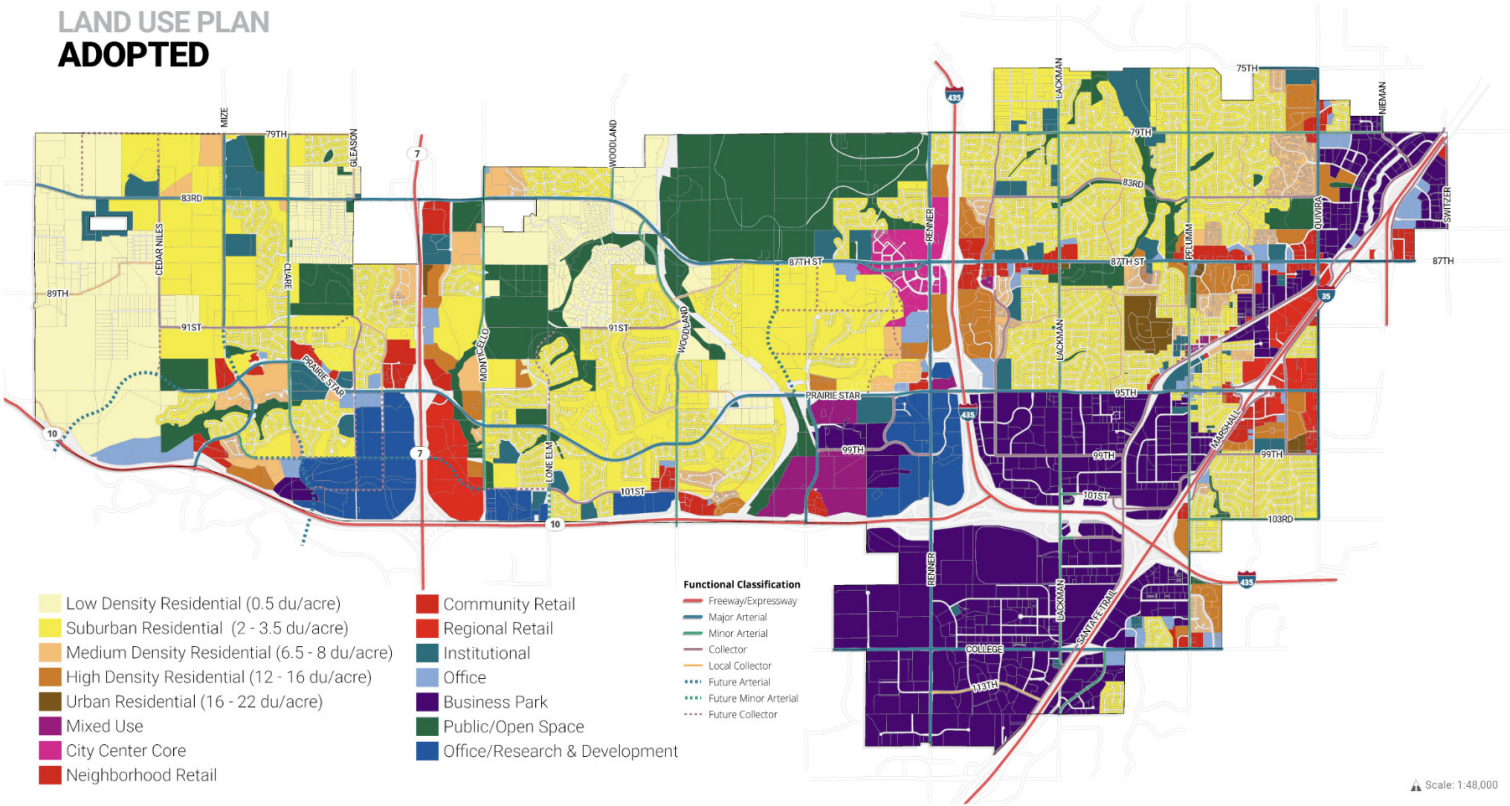 LAND USE PLAN
ADOPTED
75TH
LACKMAN
NIEMAN
435
MIZE
79TH
GLEASON
7
WOODLAND
79TH
83RD
83RD
RENNER
QUIVIRA
SWITZER
CEDAR NILES
CLARE
87TH ST
87TH ST
PFLUMM
87TH
89TH
35
91ST
91ST
MONTICELLO
WOODLAND
LACKMAN
PRAIRIE STAR
PRAIRIE STAR
95TH
10
435
MARSHALL
7
99TH
99TH
99TH
LONE ELM
101ST
101ST
10
103RD
RENNER
435
LACKMAN
SANTA FE TRAIL
COLLEGE
113TH
Low Density Residential (0.5 du/acre)
Suburban Residential (2 - 3.5 du/acre)
Medium Density Residential (6.5 - 8 du/acre)
High Density Residential (12 - 16 du/acre)
Urban Residential (16 - 22 du/acre)
Mixed Use
City Center Core
Neighborhood Retail
Community Retail
Regional Retail
Institutional
Office
Business Park
Public/Open Space
Office/Research & Development
Functional Classification
Freeway/Expressway
Major Arterial
Minor Arterial
Collector
Local Collector
Future Arterial
Future Minor Arterial
Future Collector
Scale: 1:48,000